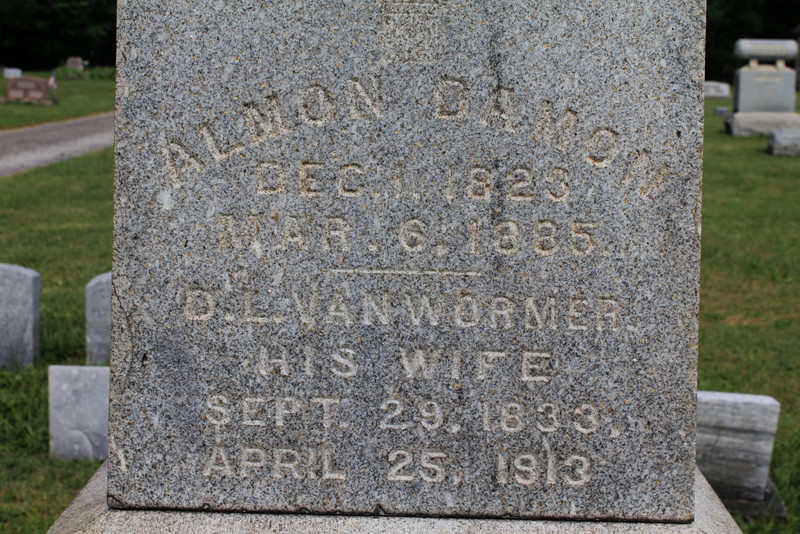 ALMON DAMON
DEC. 1. 1823
MAR. 6. 1885.
D. L. VAN WORMER.
HIS WIFE
SEPT. 29. 1833.
APRIL 25. 1913